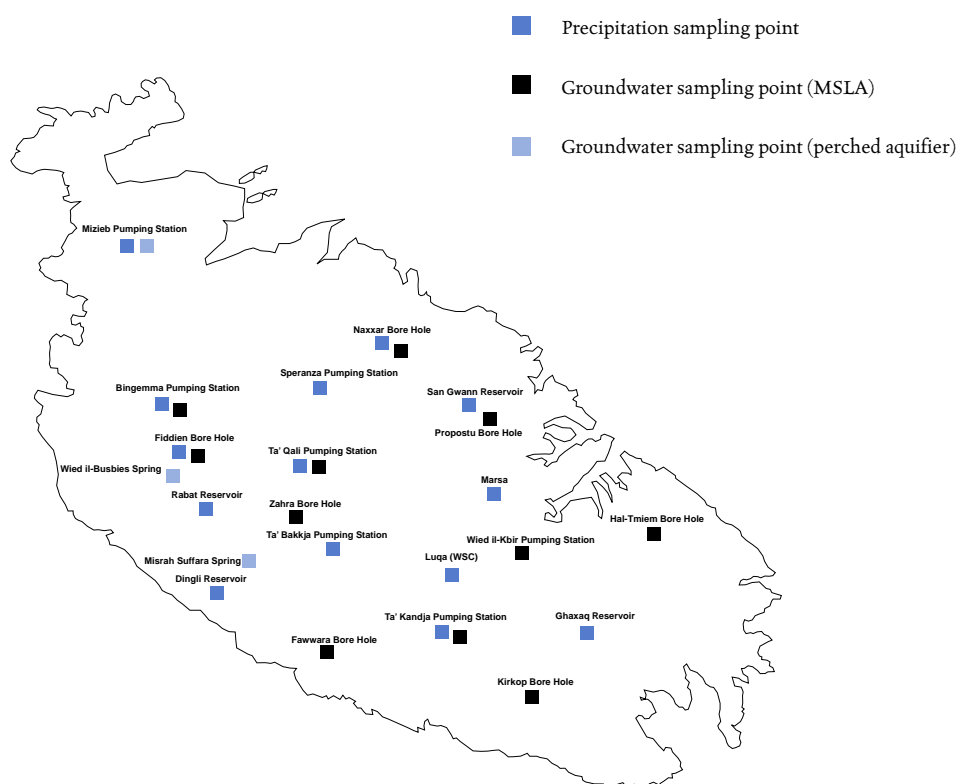 Precipitation sampling point
Groundwater sampling point (MSLA)
Groundwater sampling point (perched aquifier)
Mizieb Pumping Station
Naxxar Bore Hole
Speranza Pumping Station
Bingemma Pumping Station
San Gwann Reservoir
Propostu Bore Hole
Fiddien Bore Hole
Ta' Qali Pumping Station
Wied il-Busbies Spring
Marsa
Rabat Reservoir
Zahra Bore Hole
Hal-Tmiem Bore Hole
Ta' Bakkja Pumping Station
Wied il-Kbir Pumping Station
Luqa (WSC)
Misrah Suffara Spring
Dingli Reservoir
Ta' Kandja Pumping Station
Ghaxaq Reservoir
Fawwara Bore Hole
Kirkop Bore Hole